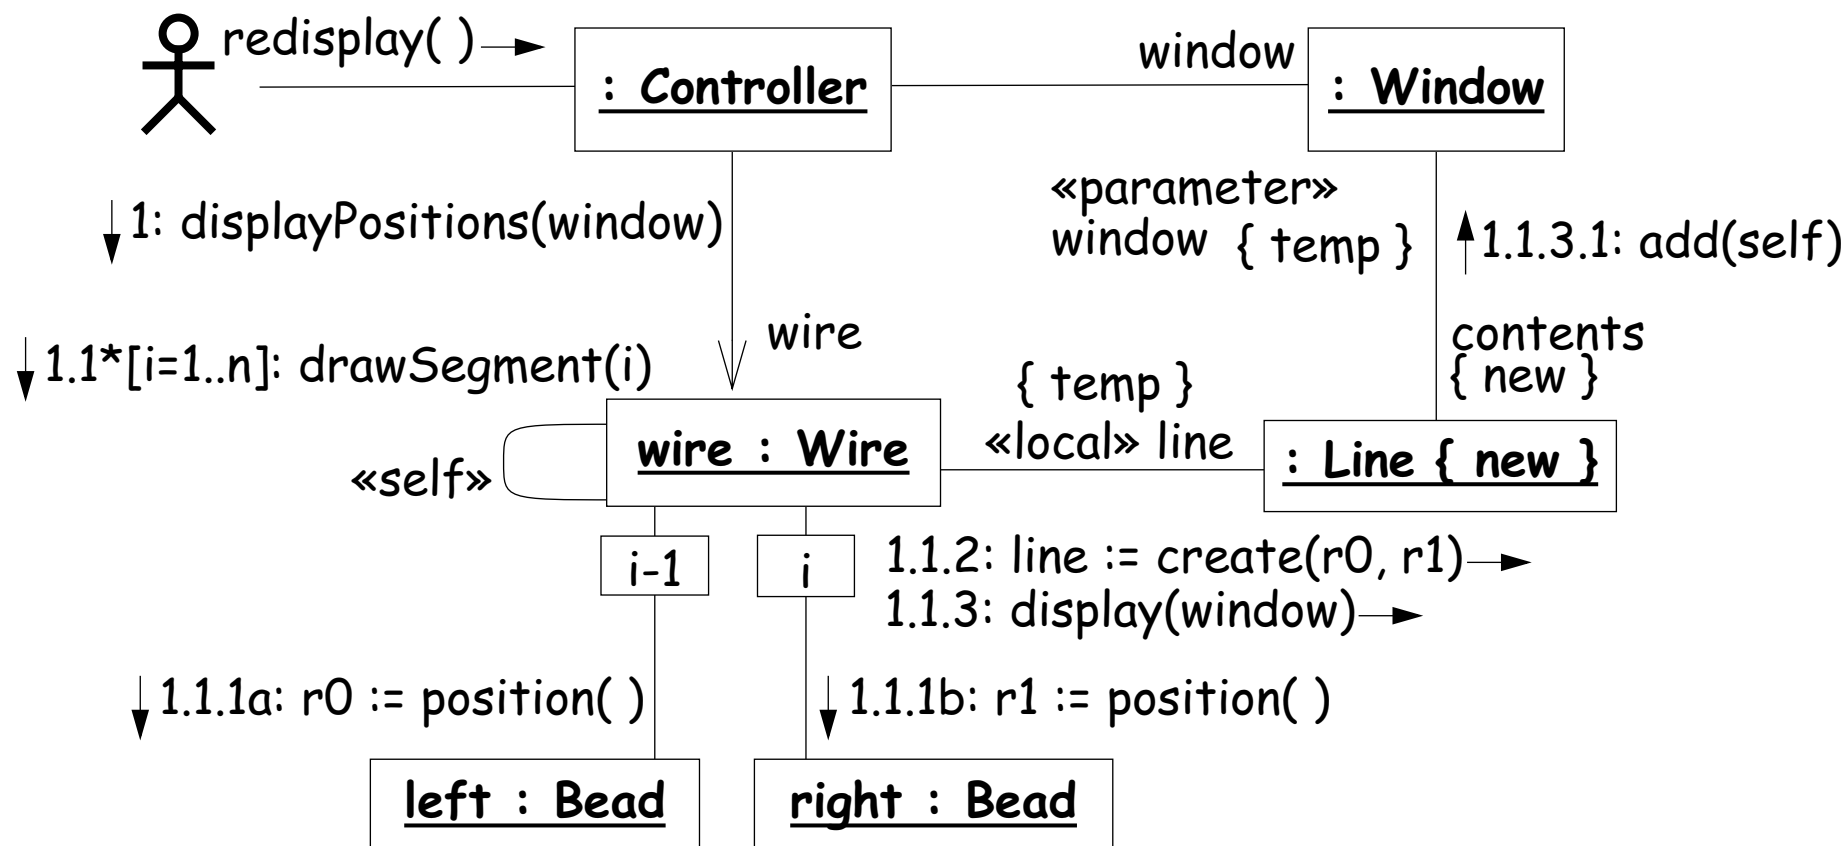 redisplay( )
: Controller
window
: Window
1: displayPositions(window)
«parameter»
window { temp }
1.1.3.1: add(self)
wire
contents
{ new }
1.1*[i=1..n]: drawSegment(i)
{ temp }
«local» line
wire : Wire
: Line { new }
«self»
i-1
i
1.1.2: line := create(r0, r1)
1.1.3: display(window)
1.1.1a: r0 := position( )
1.1.1b: r1 := position( )
left : Bead
right : Bead